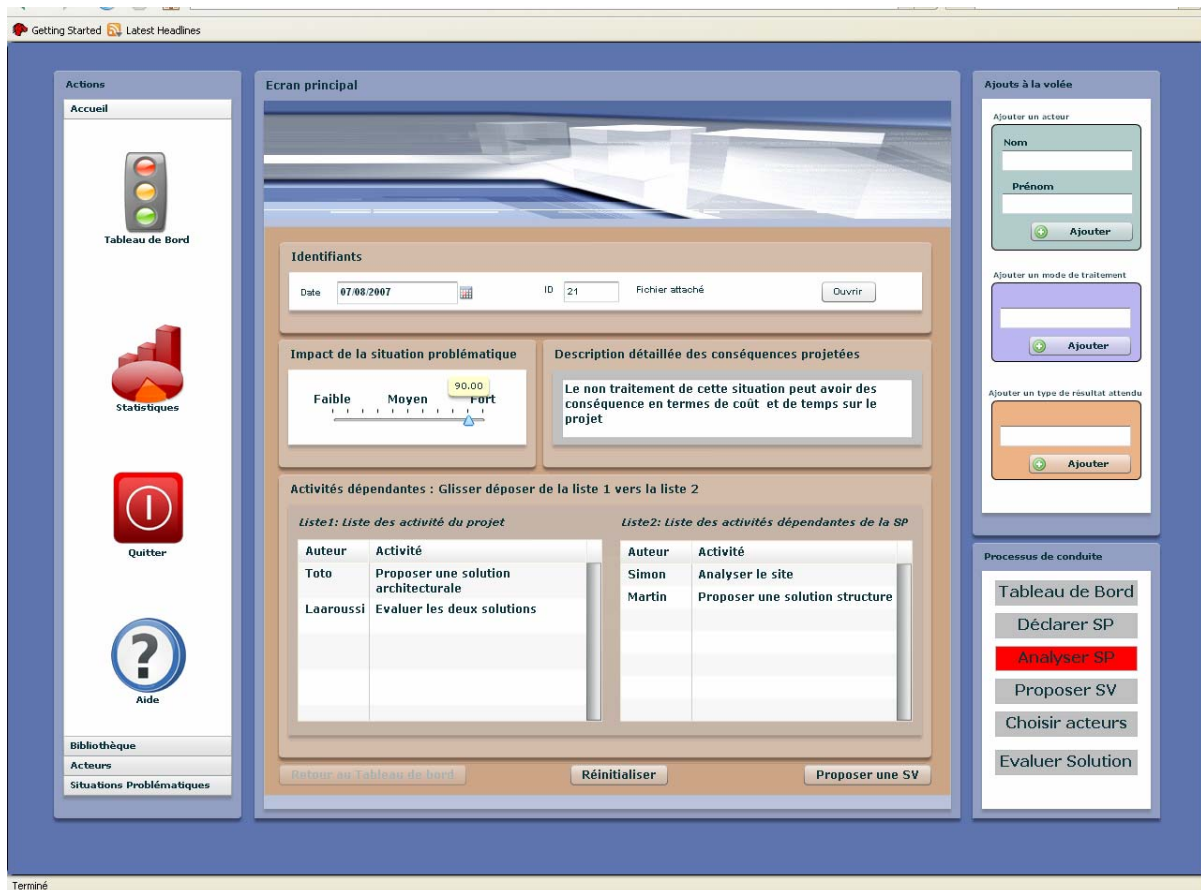 Getting Started Latest Headlines
Actions
Accueil
Tableau de Bord
Statistiques
Quitter
Aide
Bibliothèque
Acteurs
Situations Problématiques
Ecran principal
Identifiants
Date 07/08/2007 ID 21 Fichier attaché Ouvrir
Impact de la situation problématique
90.00
Faible Moyen Fort
Description détaillée des conséquences projetées
Le non traitement de cette situation peut avoir des
conséquence en termes de coût et de temps sur le
projet
Activités dépendantes : Glisser déposer de la liste 1 vers la liste 2
Liste1: Liste des activité du projet
Auteur Activité
Toto Proposer une solution
architecturale
Laaroussi Evaluer les deux solutions
Liste2: Liste des activités dépendantes de la SP
Auteur Activité
Simon Analyser le site
Martin Proposer une solution structure
Retour au Tableau de bord Réinitialiser Proposer une SV
Ajouts à la volée
Ajouter un acteur
Nom
Prénom
Ajouter
Ajouter un mode de traitement
Ajouter
Ajouter un type de résultat attendu
Ajouter
Processus de conduite
Tableau de Bord
Déclarer SP
Analyser SP
Proposer SV
Choisir acteurs
Evaluer Solution
Terminé